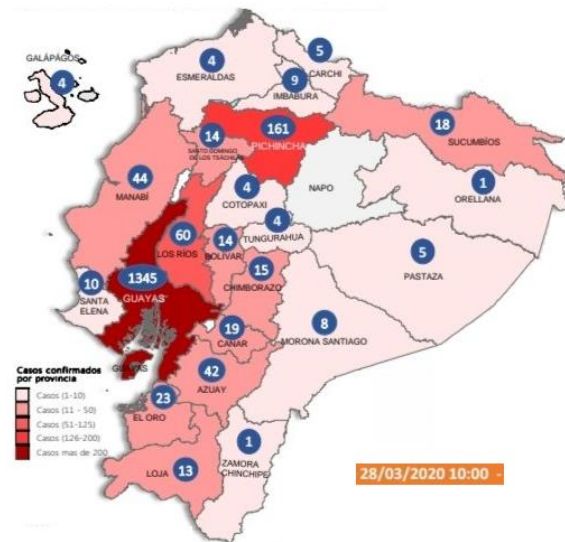 GALÁPÁGOS
4
4
ESMERALDAS
5
CARCHI
9
IMBABURA
14
SANTO DOMINGO
DE LOS TSÁCHILAS
161
PICHINCHA
18
SUCUMBÍOS
44
MANABÍ
4
COTOPAXI
NAPO
1
ORELLANA
60
LOS RÍOS
4
TUNGURAHUA
14
BOLÍVAR
5
PASTAZA
10
SANTA
ELENA
1345
GUAYAS
15
CHIMBORAZO
8
MORONA SANTIAGO
19
CAÑAR
GUAYAS
42
AZUAY
23
EL ORO
1
ZAMORA
CHINCHIPE
13
LOJA
Casos confirmados
por provincia
Casos (1-10)
Casos (11 - 50)
Casos (51-125)
Casos (126-200)
Casos mas de 200
28/03/2020 10:00 -